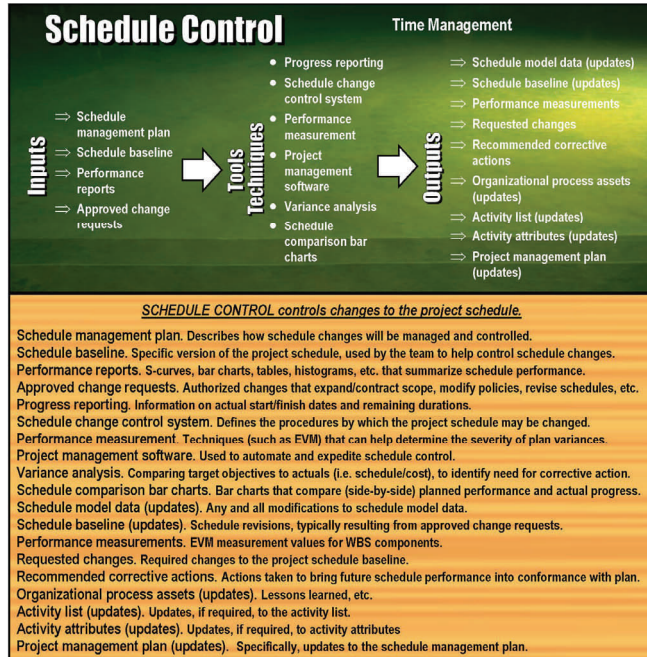 Schedule Control
Time Management
Inputs
⇒ Schedule
management plan
⇒ Schedule baseline
⇒ Performance
reports
⇒ Approved change
requests
Tools
Techniques
• Progress reporting
• Schedule change
control system
• Performance
measurement
• Project
management
software
• Variance analysis
• Schedule
comparison bar
charts
Outputs
⇒ Schedule model data (updates)
⇒ Schedule baseline (updates)
⇒ Performance measurements
⇒ Requested changes
⇒ Recommended corrective
actions
⇒ Organizational process assets
(updates)
⇒ Activity list (updates)
⇒ Activity attributes (updates)
⇒ Project management plan
(updates)
SCHEDULE CONTROL controls changes to the project schedule.
Schedule management plan. Describes how schedule changes will be managed and controlled.
Schedule baseline. Specific version of the project schedule, used by the team to help control schedule changes.
Performance reports. S-curves, bar charts, tables, histograms, etc. that summarize schedule performance.
Approved change requests. Authorized changes that expand/contract scope, modify policies, revise schedules, etc.
Progress reporting. Information on actual start/finish dates and remaining durations.
Schedule change control system. Defines the procedures by which the project schedule may be changed.
Performance measurement. Techniques (such as EVM) that can help determine the severity of plan variances.
Project management software. Used to automate and expedite schedule control.
Variance analysis. Comparing target objectives to actuals (i.e. schedule/cost), to identify need for corrective action.
Schedule comparison bar charts. Bar charts that compare (side-by-side) planned performance and actual progress.
Schedule model data (updates). Any and all modifications to schedule model data.
Schedule baseline (updates). Schedule revisions, typically resulting from approved change requests.
Performance measurements. EVM measurement values for WBS components.
Requested changes. Required changes to the project schedule baseline.
Recommended corrective actions. Actions taken to bring future schedule performance into conformance with plan.
Organizational process assets (updates). Lessons learned, etc.
Activity list (updates). Updates, if required, to the activity list.
Activity attributes (updates). Updates, if required, to activity attributes
Project management plan (updates). Specifically, updates to the schedule management plan.